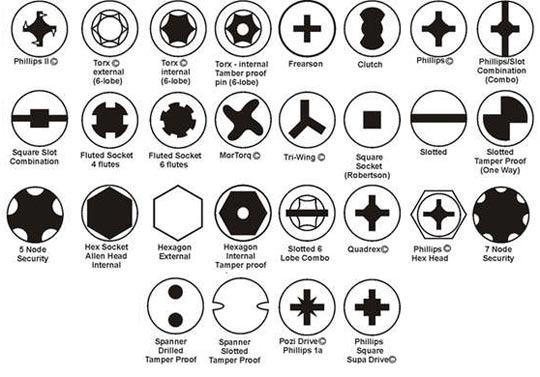 Phillips II©
Torx ©
external
(6-lobe)
Torx ©
internal
(6-lobe)
Torx - internal
Tamber proof
pin (6-lobe)
Frearson
Clutch
Phillips©
Phillips/Slot
Combination
(Combo)
Square Slot
Combination
Fluted Socket
4 flutes
Fluted Socket
6 flutes
MorTorq©
Tri-Wing©
Square
Socket
(Robertson)
Slotted
Slotted
Tamper Proof
(One Way)
5 Node
Security
Hex Socket
Allen Head
Internal
Hexagon
External
Hexagon
Internal
Tamper proof
Slotted 6
Lobe Combo
Quadrex©
Phillips©
Hex Head
7 Node
Security
Spanner
Drilled
Tamper Proof
Spanner
Slotted
Tamper Proof
Pozi Drive©
Phillips 1a
Phillips
Square
Supa Drive©